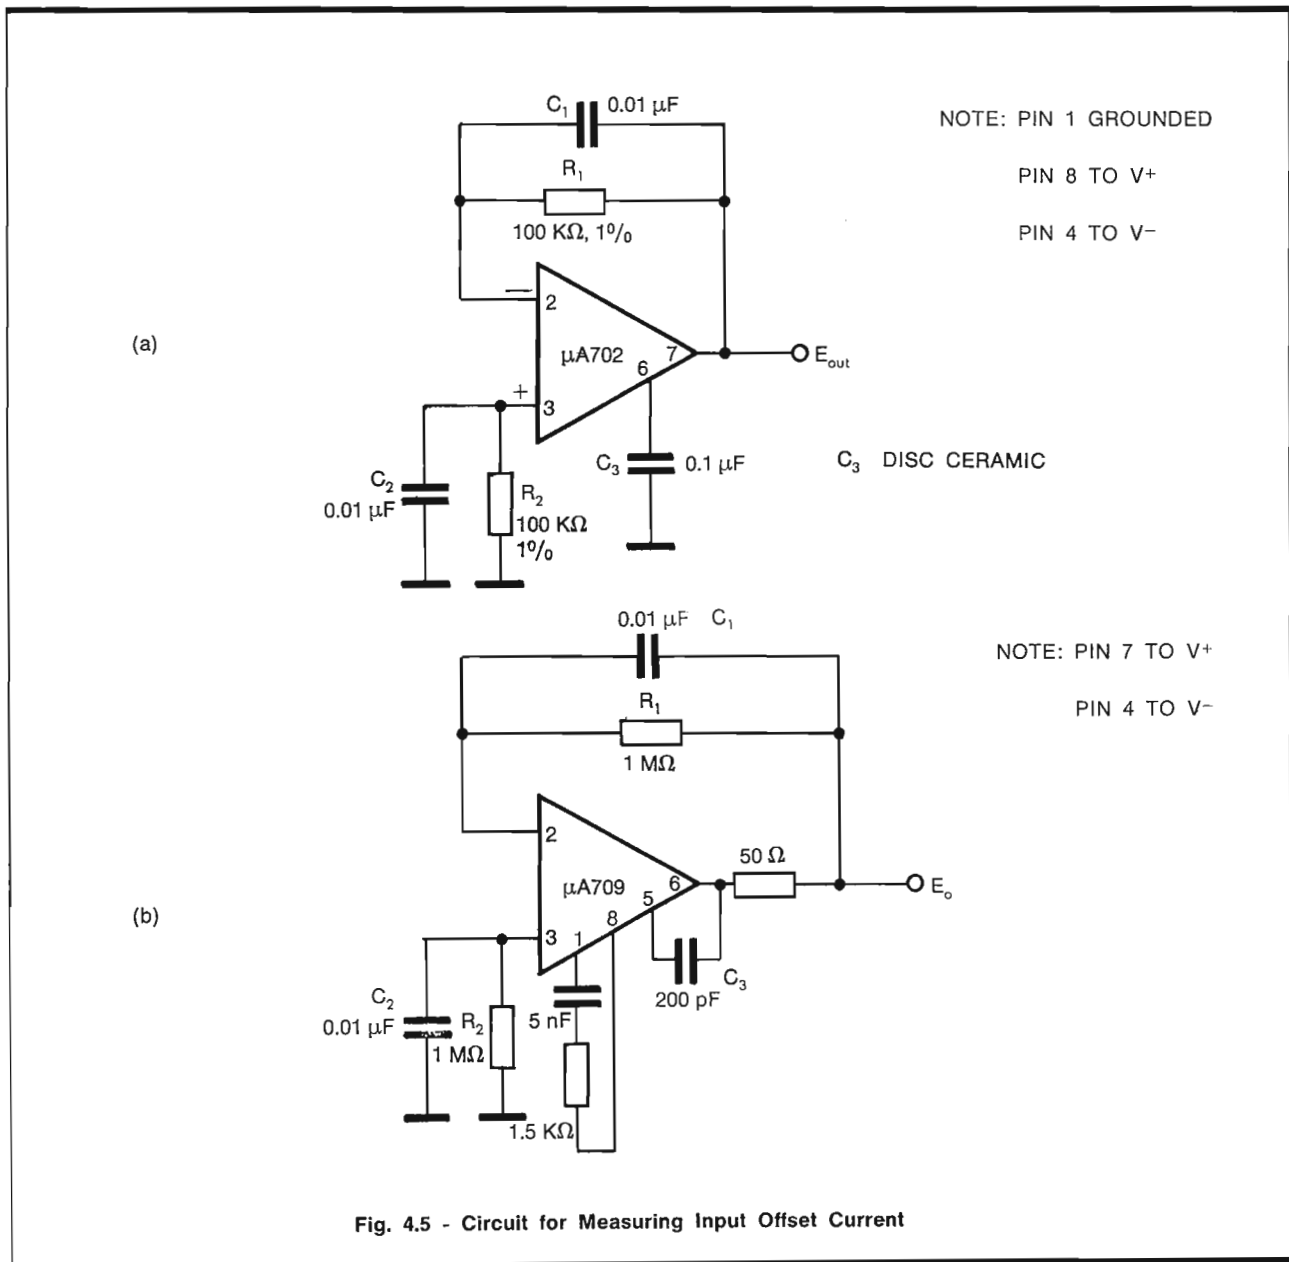 C₁ 0.01 µF
NOTE: PIN 1 GROUNDED
R₁
PIN 8 TO V+
100 KΩ, 1%
PIN 4 TO V−
− 2
(a)
µA702 7
E_out
6
+ 3
C₃ 0.1 µF
C₃ DISC CERAMIC
C₂
0.01 µF
R₂
100 KΩ
1%
0.01 µF C₁
NOTE: PIN 7 TO V+
R₁
PIN 4 TO V−
1 MΩ
2
50 Ω
µA709 6
E_o
5
(b)
8
3 1
C₃
C₂
200 pF
0.01 µF
R₂
5 nF
1 MΩ
1.5 KΩ
Fig. 4.5 - Circuit for Measuring Input Offset Current